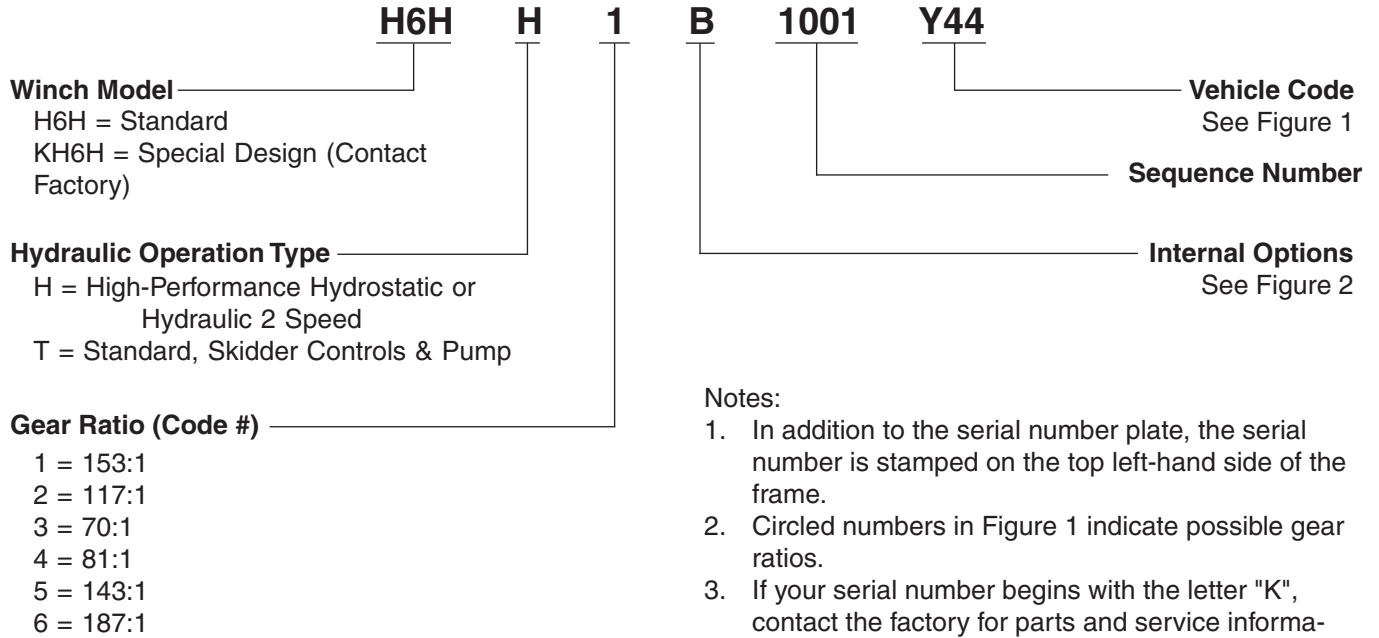 H6H H 1 B 1001 Y44
Winch Model
H6H = Standard
KH6H = Special Design (Contact
Factory)
Hydraulic Operation Type
H = High-Performance Hydrostatic or
Hydraulic 2 Speed
T = Standard, Skidder Controls & Pump
Gear Ratio (Code #)
1 = 153:1
2 = 117:1
3 = 70:1
4 = 81:1
5 = 143:1
6 = 187:1
Vehicle Code
See Figure 1
Sequence Number
Internal Options
See Figure 2
Notes:
1. In addition to the serial number plate, the serial
number is stamped on the top left-hand side of the
frame.
2. Circled numbers in Figure 1 indicate possible gear
ratios.
3. If your serial number begins with the letter "K",
contact the factory for parts and service informa-